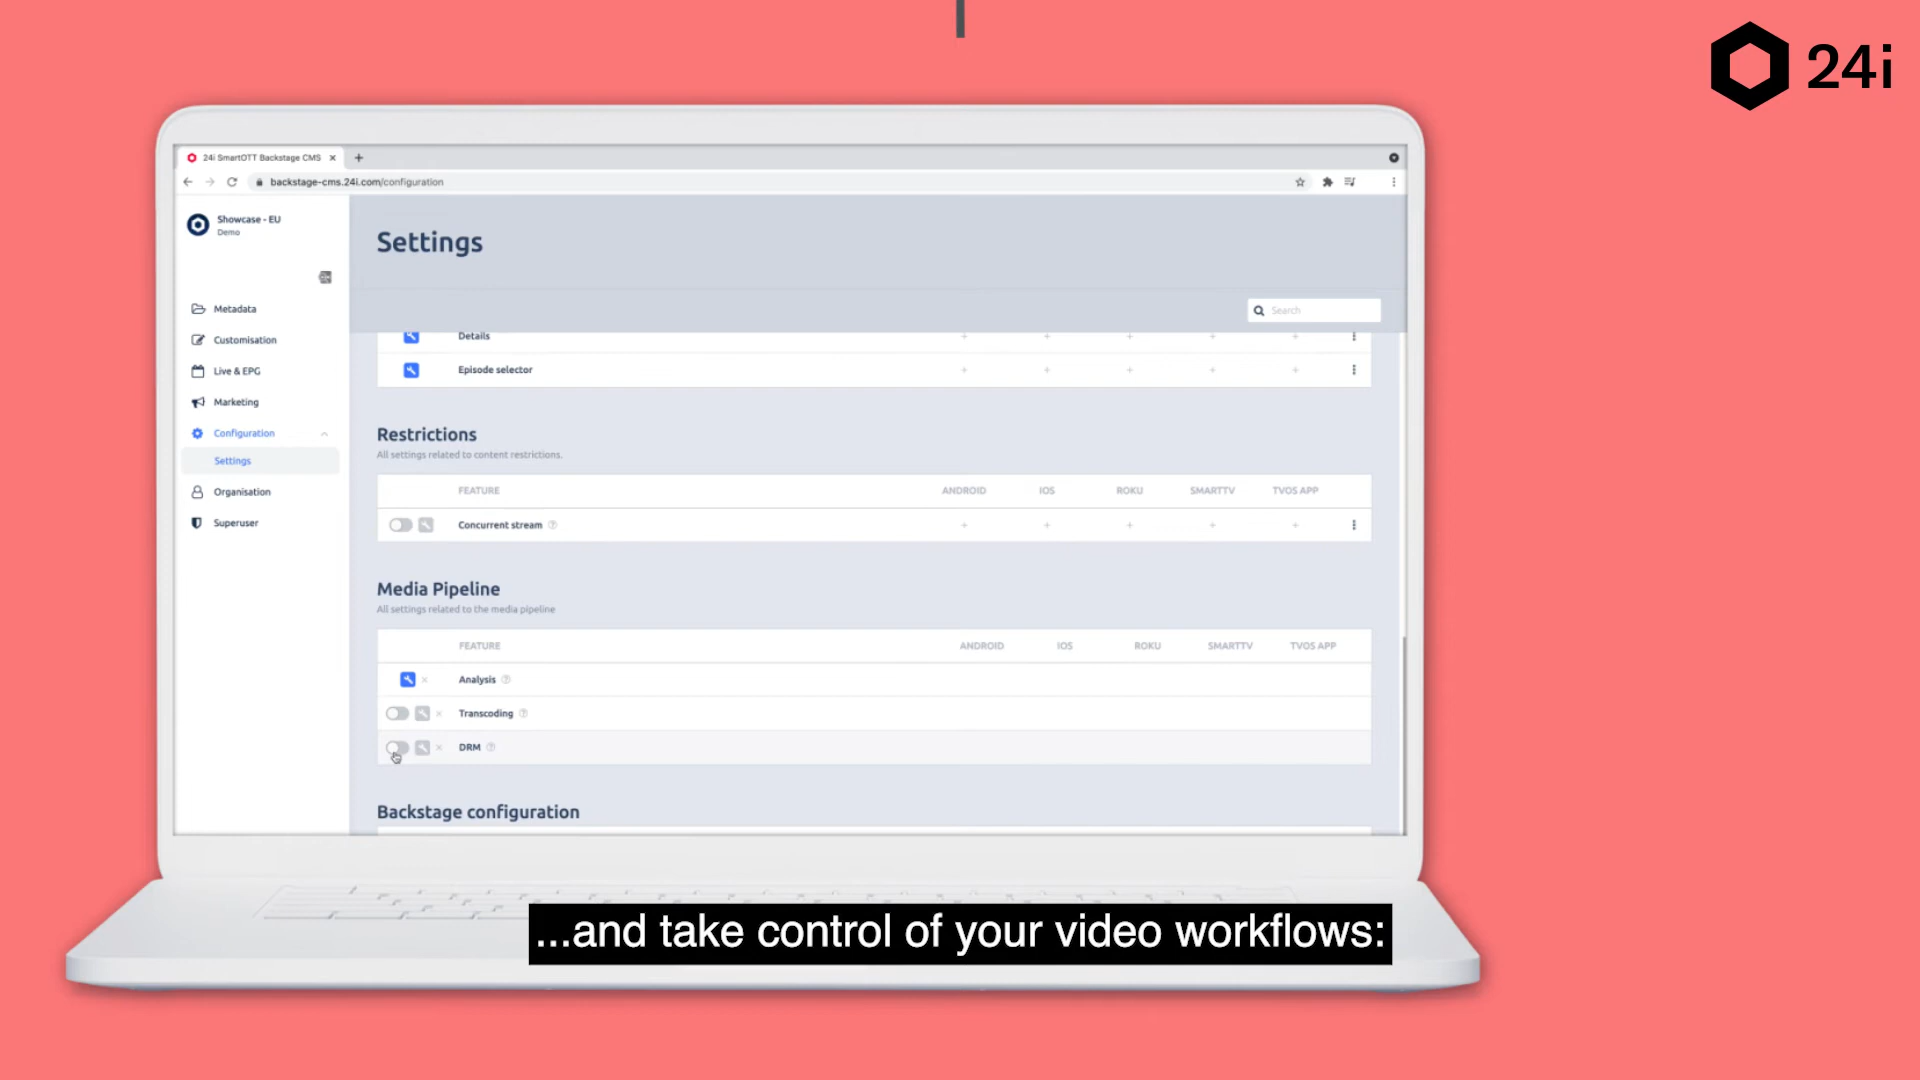 24i
24i SmartOTT Backstage CMS
backstage-cms.24i.com/configuration
Showcase - EU
Demo
Metadata
Customisation
Live & EPG
Marketing
Configuration
Settings
Organisation
Superuser
Settings
Search
Details
Episode selector
Restrictions
All settings related to content restrictions.
FEATURE ANDROID IOS ROKU SMARTTV TVOS APP
Concurrent stream
Media Pipeline
All settings related to the media pipeline
FEATURE ANDROID IOS ROKU SMARTTV TVOS APP
Analysis
Transcoding
DRM
Backstage configuration
...and take control of your video workflows: